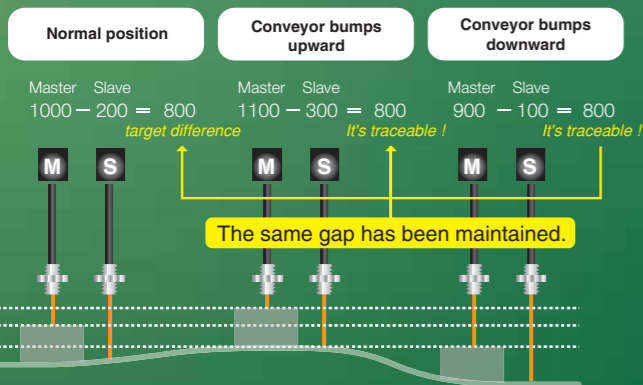 Normal position
Conveyor bumps
upward
Conveyor bumps
downward
Master Slave
1000 – 200 = 800
target difference
Master Slave
1100 – 300 = 800
It's traceable !
Master Slave
900 – 100 = 800
It's traceable !
M S
M S
M S
The same gap has been maintained.